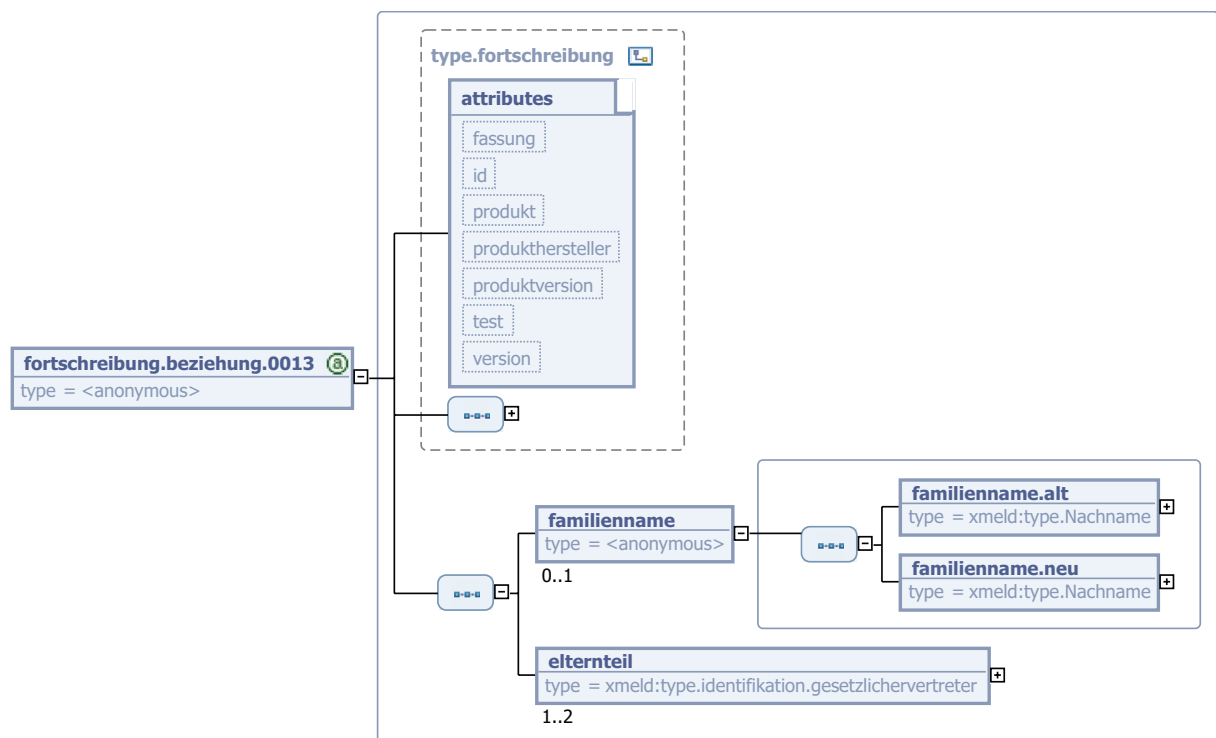 type.fortschreibung
attributes
fassung
id
produkt
produkthersteller
produktversion
test
version
fortschreibung.beziehung.0013 a
type = <anonymous>
familienname
type = <anonymous>
0..1
familienname.alt
type = xmeld:type.Nachname
familienname.neu
type = xmeld:type.Nachname
elternteil
type = xmeld:type.identifikation.gesetzlichervertreter
1..2